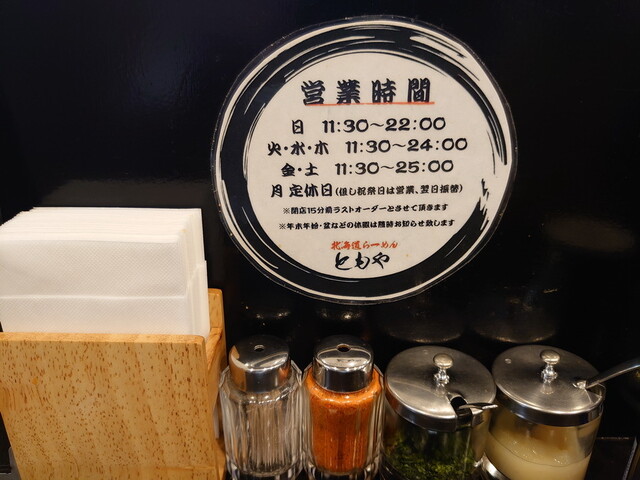 営業時間
日 11:30～22:00
火・水・木 11:30～24:00
金・土 11:30～25:00
月 定休日(但し祝祭日は営業、翌日振替)
※閉店15分前ラストオーダーとさせて頂きます
※年末年始・盆などの休暇は随時お知らせ致します
北海道らーめん
ともや